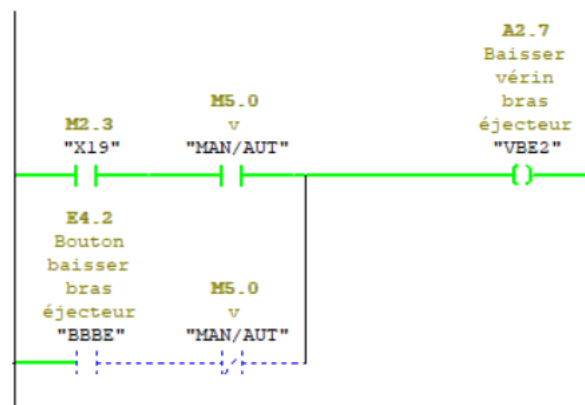 A2.7
Baisser
vérin
bras
éjecteur
"VBE2"
M2.3
"X19"
M5.0
v
"MAN/AUT"
E4.2
Bouton
baisser
bras
éjecteur
"BBBE"
M5.0
v
"MAN/AUT"